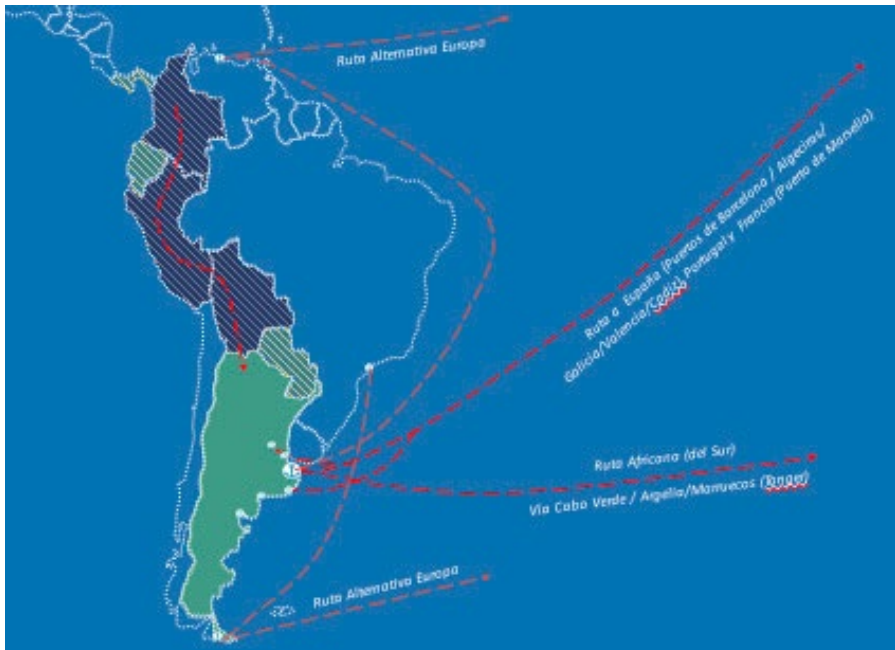 Ruta Alternativa Europa
Ruta a España (Puertos de Barcelona / Algeciras/
Galicia/Valencia/Cadiz), Portugal y Francia (Puerto de Marsella)
Ruta Africana (del Sur)
Vía Cabo Verde / Argelia/Marruecos (Tanger)
Ruta Alternativa Europa